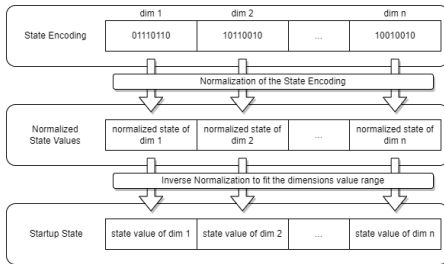 dim 1 dim 2 dim n
State Encoding 01110110 10110010 ... 10010010
Normalization of the State Encoding
Normalized State Values normalized state of dim 1 normalized state of dim 2 ... normalized state of dim n
Inverse Normalization to fit the dimensions value range
Startup State state value of dim 1 state value of dim 2 ... state value of dim n